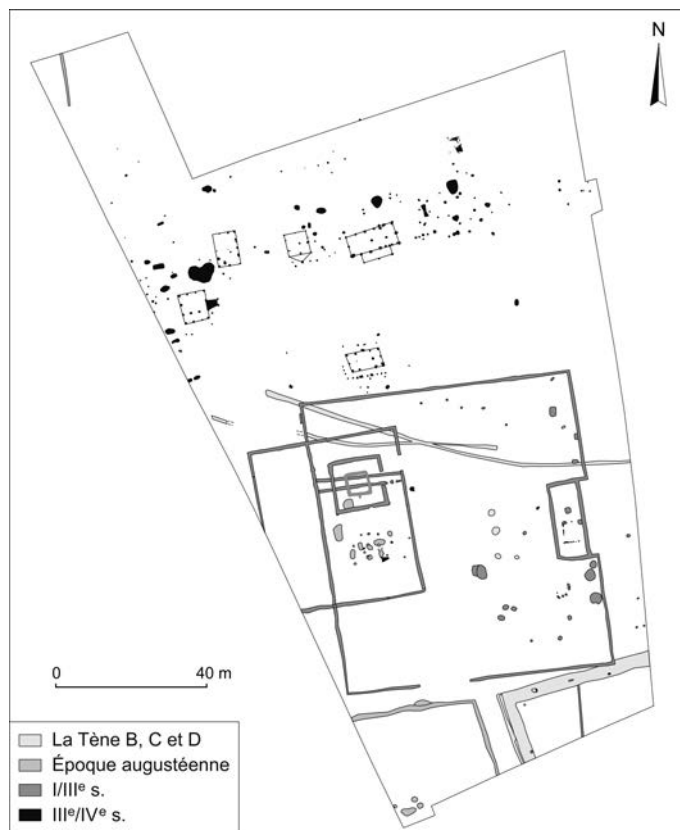 N
0 40 m
La Tène B, C et D
Époque augustéenne
I/IIIe s.
IIIe/IVe s.